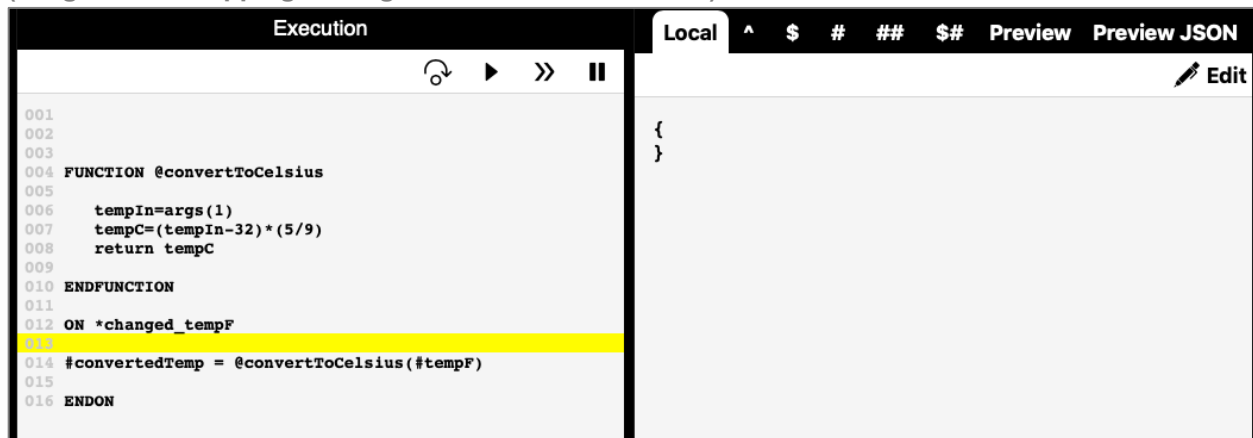 Execution
Local ^ $ # ## $# Preview Preview JSON
Edit
001
002
003
004 FUNCTION @convertToCelsius
005
006 tempIn=args(1)
007 tempC=(tempIn-32)*(5/9)
008 return tempC
009
010 ENDFUNCTION
011
012 ON *changed_tempF
013
014 #convertedTemp = @convertToCelsius(#tempF)
015
016 ENDON
{
}